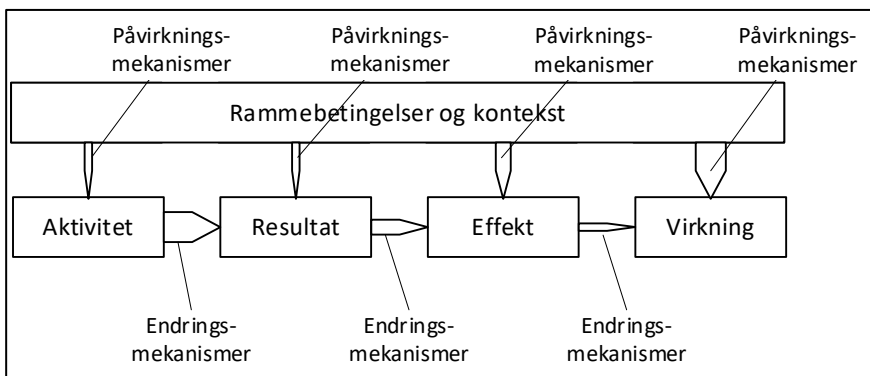 Påvirknings-
mekanismer
Påvirknings-
mekanismer
Påvirknings-
mekanismer
Påvirknings-
mekanismer
Rammebetingelser og kontekst
Aktivitet
Resultat
Effekt
Virkning
Endrings-
mekanismer
Endrings-
mekanismer
Endrings-
mekanismer